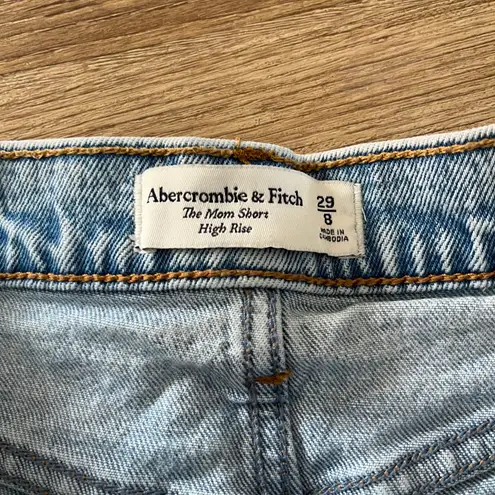 Abercrombie & Fitch
The Mom Short
High Rise
29
8
MADE IN
CAMBODIA